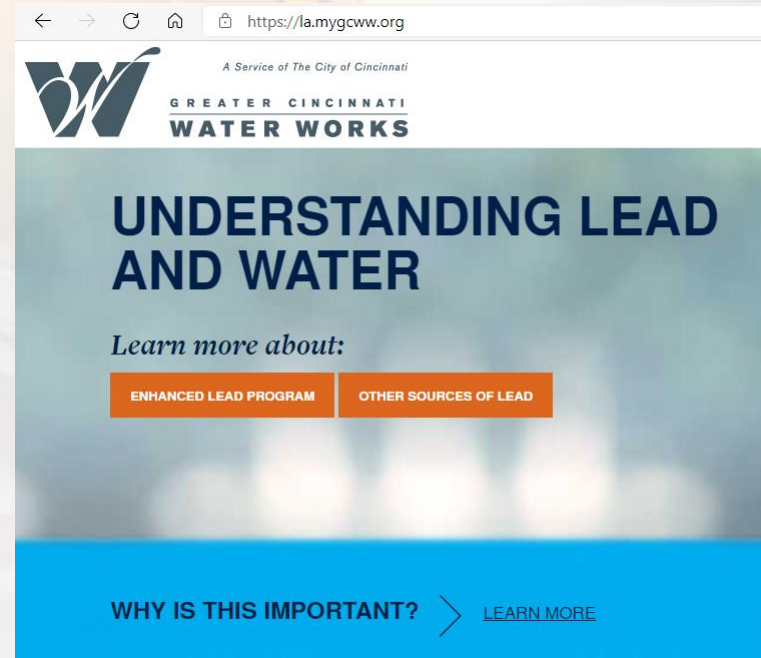 https://la.mygcww.org
A Service of The City of Cincinnati
GREATER CINCINNATI
WATER WORKS
UNDERSTANDING LEAD
AND WATER
Learn more about:
ENHANCED LEAD PROGRAM OTHER SOURCES OF LEAD
WHY IS THIS IMPORTANT? LEARN MORE